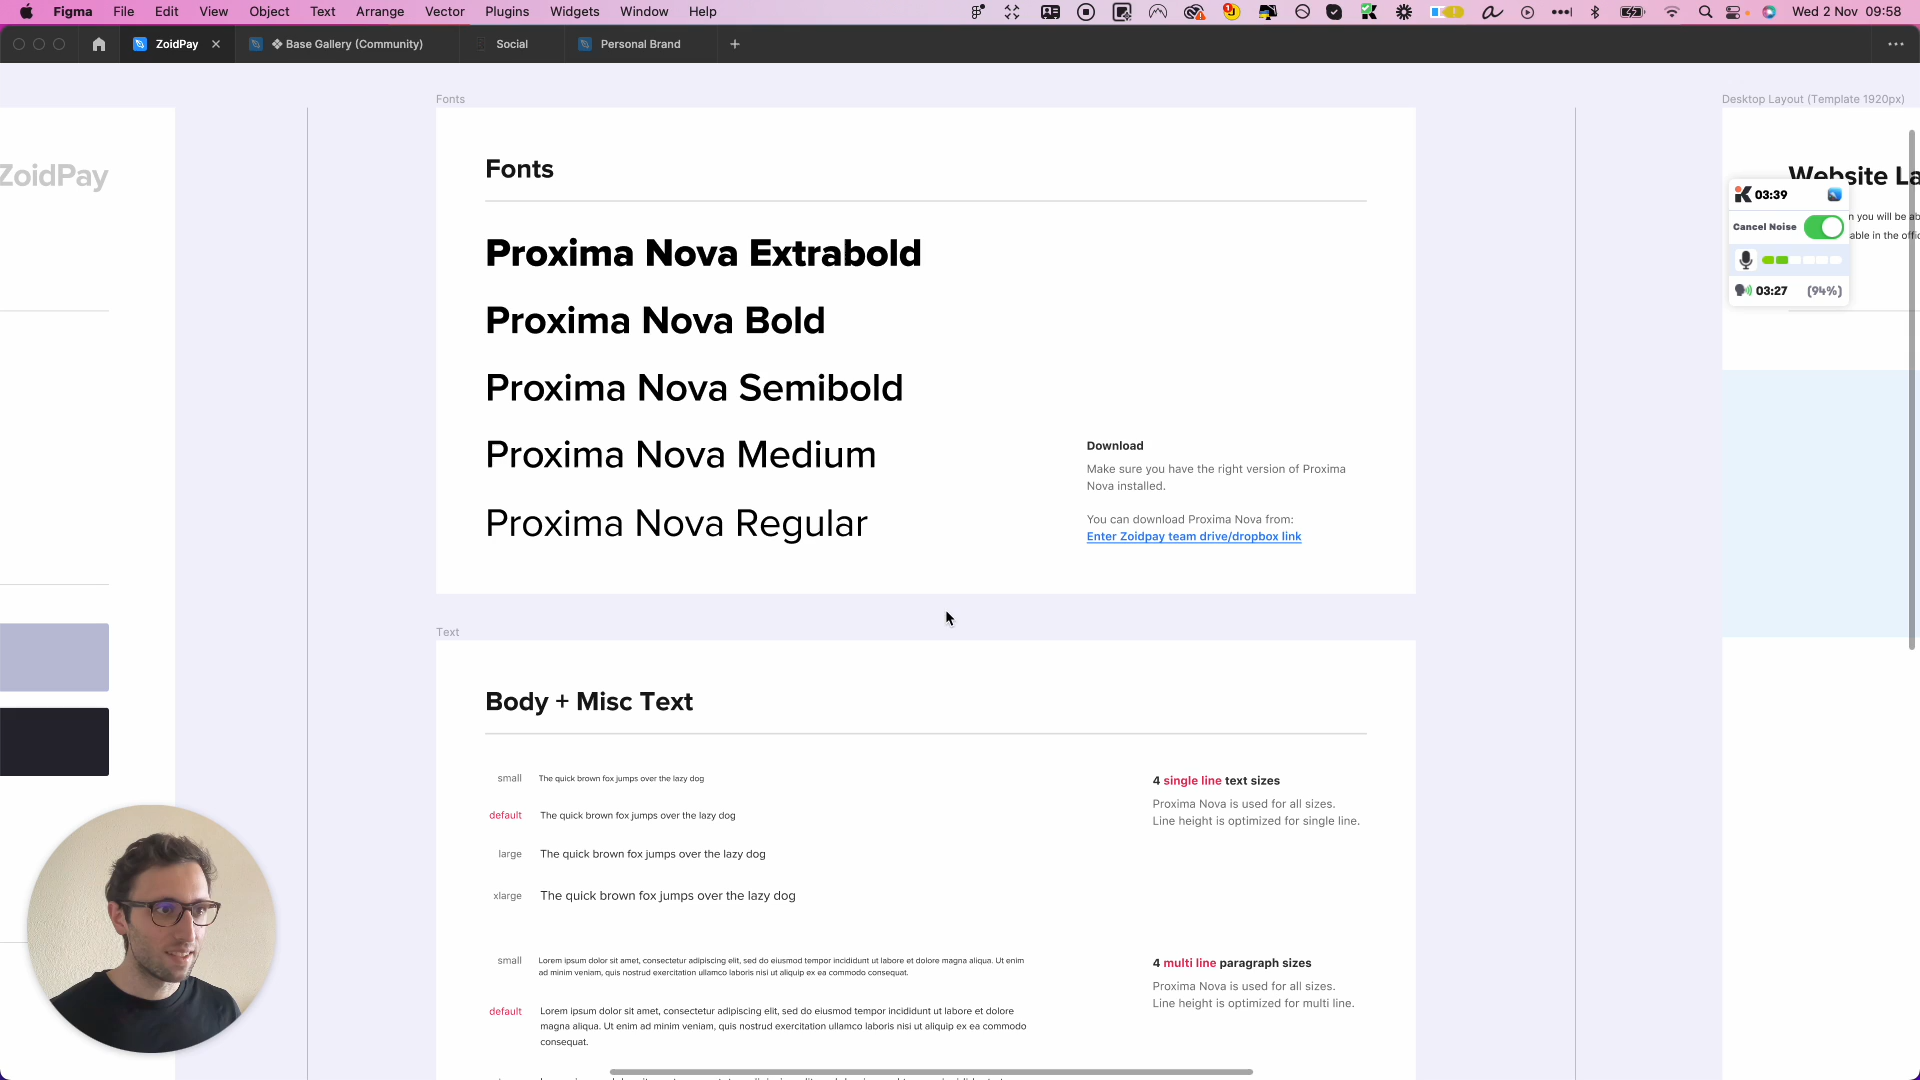 Figma File Edit View Object Text Arrange Vector Plugins Widgets Window Help Wed 2 Nov 09:58
ZoidPay Base Gallery (Community) Social Personal Brand
Fonts
Desktop Layout (Template 1920px)
ZoidPay
Fonts
Website La
03:39
n you will be ab
Cancel Noise
able in the offic
03:27 (94%)
Proxima Nova Extrabold
Proxima Nova Bold
Proxima Nova Semibold
Proxima Nova Medium
Proxima Nova Regular
Download
Make sure you have the right version of Proxima
Nova installed.
You can download Proxima Nova from:
Enter Zoidpay team drive/dropbox link
Text
Body + Misc Text
small The quick brown fox jumps over the lazy dog
default The quick brown fox jumps over the lazy dog
large The quick brown fox jumps over the lazy dog
xlarge The quick brown fox jumps over the lazy dog
4 single line text sizes
Proxima Nova is used for all sizes.
Line height is optimized for single line.
small Lorem ipsum dolor sit amet, consectetur adipiscing elit, sed do eiusmod tempor incididunt ut labore et dolore magna aliqua. Ut enim
ad minim veniam, quis nostrud exercitation ullamco laboris nisi ut aliquip ex ea commodo consequat.
default Lorem ipsum dolor sit amet, consectetur adipiscing elit, sed do eiusmod tempor incididunt ut labore et dolore
magna aliqua. Ut enim ad minim veniam, quis nostrud exercitation ullamco laboris nisi ut aliquip ex ea commodo
consequat.
4 multi line paragraph sizes
Proxima Nova is used for all sizes.
Line height is optimized for multi line.